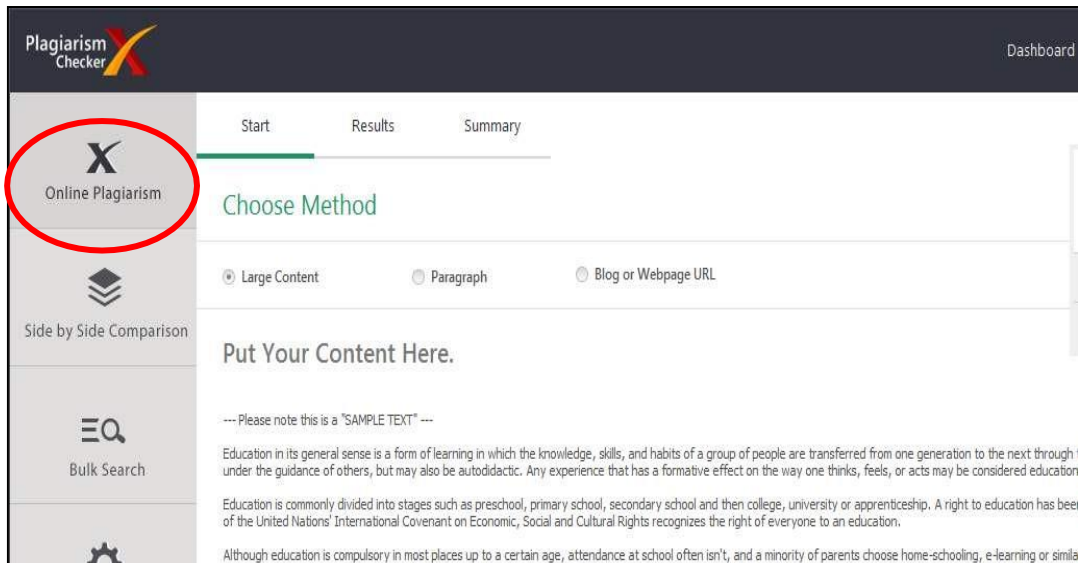 Plagiarism
Checker
Dashboard
Online Plagiarism
Side by Side Comparison
Bulk Search
Start Results Summary
Choose Method
Large Content Paragraph Blog or Webpage URL
Put Your Content Here.
--- Please note this is a "SAMPLE TEXT" ---
Education in its general sense is a form of learning in which the knowledge, skills, and habits of a group of people are transferred from one generation to the next through
under the guidance of others, but may also be autodidactic. Any experience that has a formative effect on the way one thinks, feels, or acts may be considered education
Education is commonly divided into stages such as preschool, primary school, secondary school and then college, university or apprenticeship. A right to education has been
of the United Nations' International Covenant on Economic, Social and Cultural Rights recognizes the right of everyone to an education.
Although education is compulsory in most places up to a certain age, attendance at school often isn't, and a minority of parents choose home-schooling, e-learning or